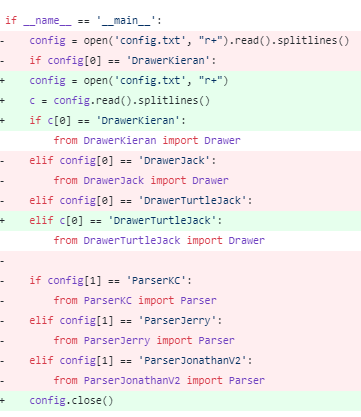 if __name__ == '__main__':
-    config = open('config.txt', "r+").read().splitlines()
-    if config[0] == 'DrawerKieran':
+    config = open('config.txt', "r+")
+    c = config.read().splitlines()
+    if c[0] == 'DrawerKieran':
        from DrawerKieran import Drawer
-    elif config[0] == 'DrawerJack':
-        from DrawerJack import Drawer
-    elif config[0] == 'DrawerTurtleJack':
+    elif c[0] == 'DrawerTurtleJack':
        from DrawerTurtleJack import Drawer
-
-    if config[1] == 'ParserKC':
-        from ParserKC import Parser
-    elif config[1] == 'ParserJerry':
-        from ParserJerry import Parser
-    elif config[1] == 'ParserJonathanV2':
-        from ParserJonathanV2 import Parser
+    config.close()